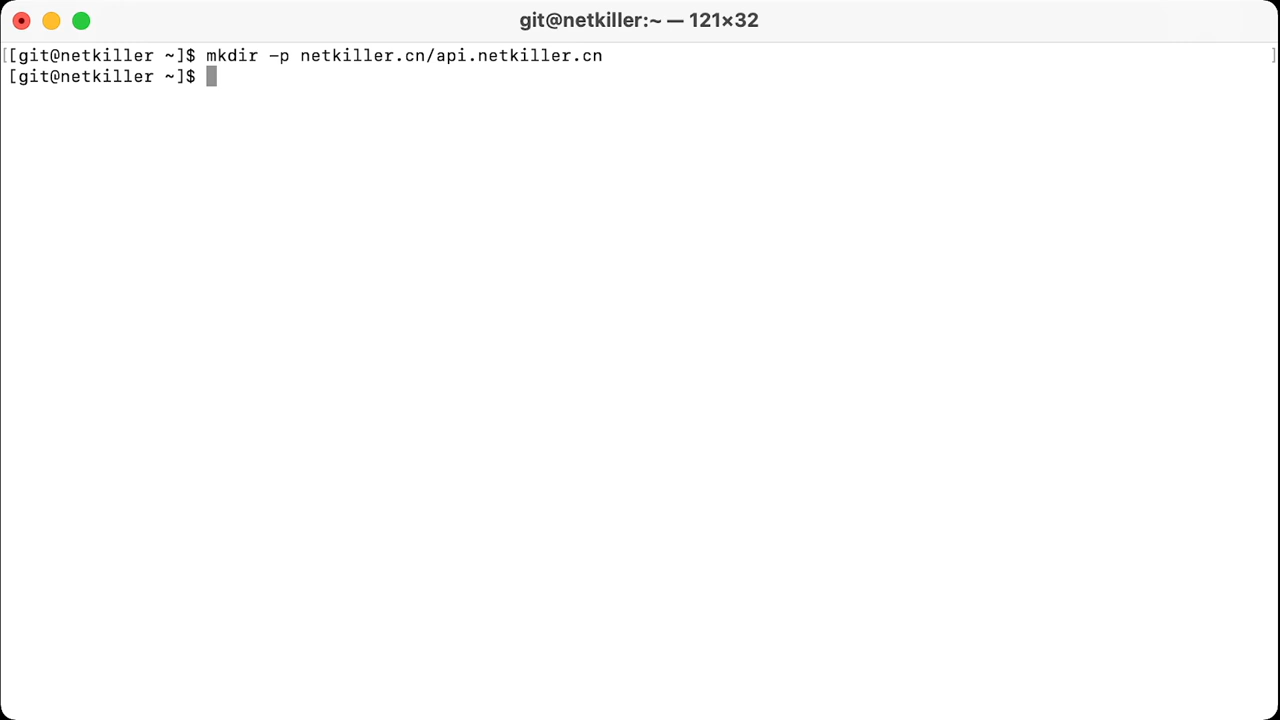 git@netkiller:~ — 121×32
[[git@netkiller ~]$ mkdir -p netkiller.cn/api.netkiller.cn ]
[git@netkiller ~]$